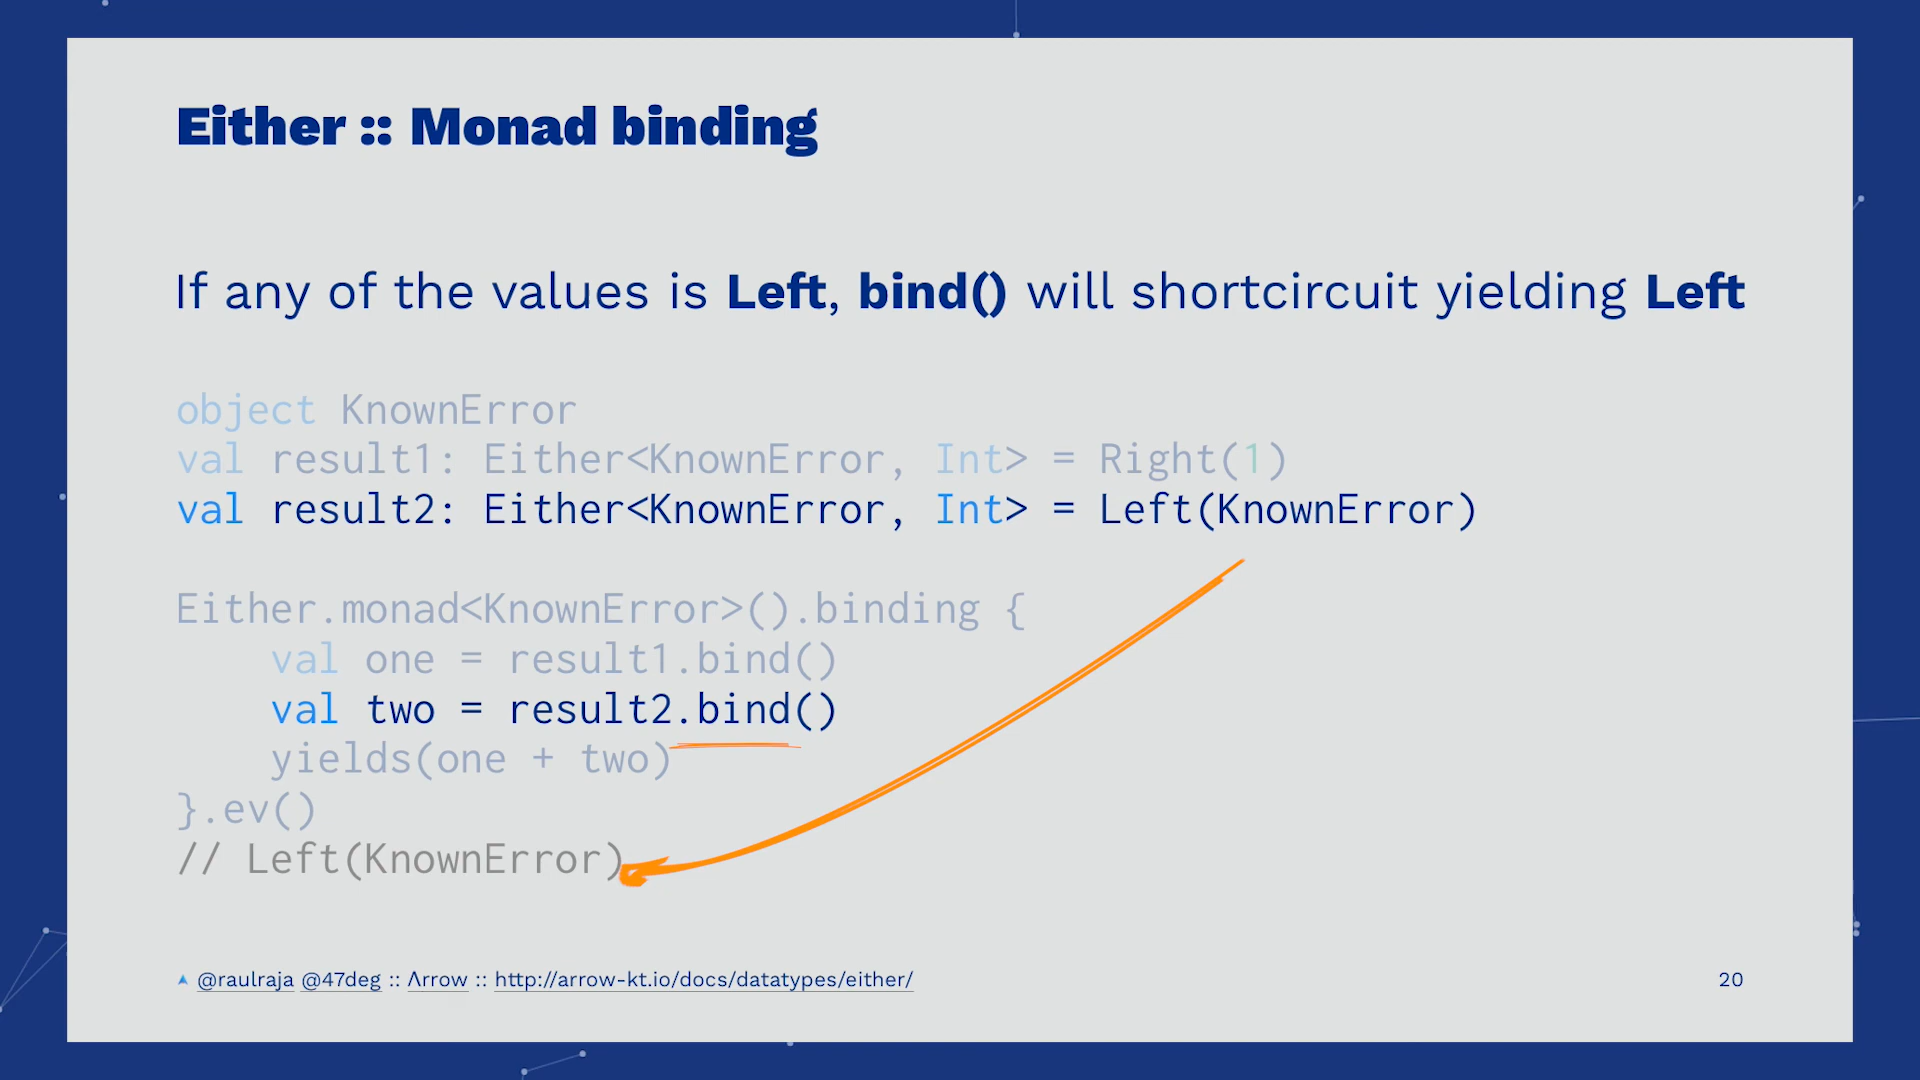 Either :: Monad binding
If any of the values is Left, bind() will shortcircuit yielding Left
object KnownError
val result1: Either<KnownError, Int> = Right(1)
val result2: Either<KnownError, Int> = Left(KnownError)
Either.monad<KnownError>().binding {
    val one = result1.bind()
    val two = result2.bind()
    yields(one + two)
}.ev()
// Left(KnownError)
@raulraja @47deg :: Λrrow :: http://arrow-kt.io/docs/datatypes/either/
20